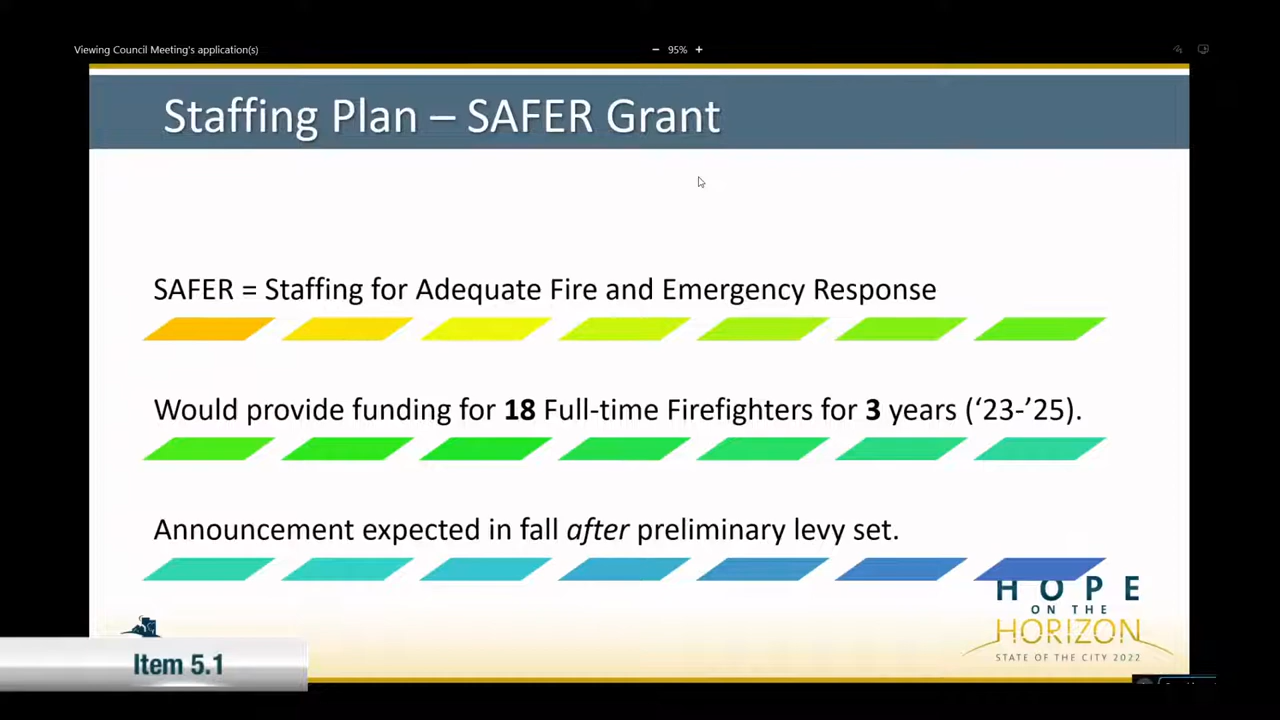 Viewing Council Meeting's application(s)
− 95% +
Staffing Plan – SAFER Grant
SAFER = Staffing for Adequate Fire and Emergency Response
Would provide funding for 18 Full-time Firefighters for 3 years (‘23-’25).
Announcement expected in fall after preliminary levy set.
HOPE
ON THE
HORIZON
STATE OF THE CITY 2022
Item 5.1